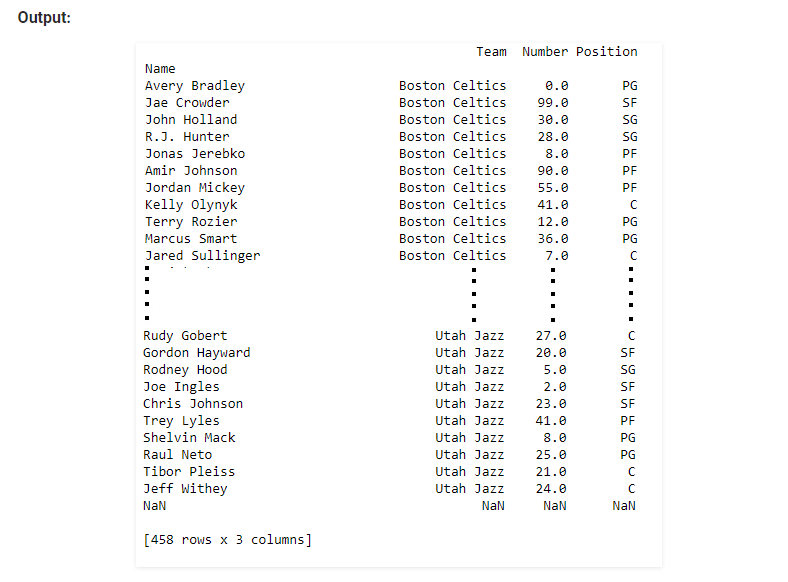 Output:
Team Number Position
Name
Avery Bradley Boston Celtics 0.0 PG
Jae Crowder Boston Celtics 99.0 SF
John Holland Boston Celtics 30.0 SG
R.J. Hunter Boston Celtics 28.0 SG
Jonas Jerebko Boston Celtics 8.0 PF
Amir Johnson Boston Celtics 90.0 PF
Jordan Mickey Boston Celtics 55.0 PF
Kelly Olynyk Boston Celtics 41.0 C
Terry Rozier Boston Celtics 12.0 PG
Marcus Smart Boston Celtics 36.0 PG
Jared Sullinger Boston Celtics 7.0 C
Rudy Gobert Utah Jazz 27.0 C
Gordon Hayward Utah Jazz 20.0 SF
Rodney Hood Utah Jazz 5.0 SG
Joe Ingles Utah Jazz 2.0 SF
Chris Johnson Utah Jazz 23.0 SF
Trey Lyles Utah Jazz 41.0 PF
Shelvin Mack Utah Jazz 8.0 PG
Raul Neto Utah Jazz 25.0 PG
Tibor Pleiss Utah Jazz 21.0 C
Jeff Withey Utah Jazz 24.0 C
NaN NaN NaN NaN
[458 rows x 3 columns]